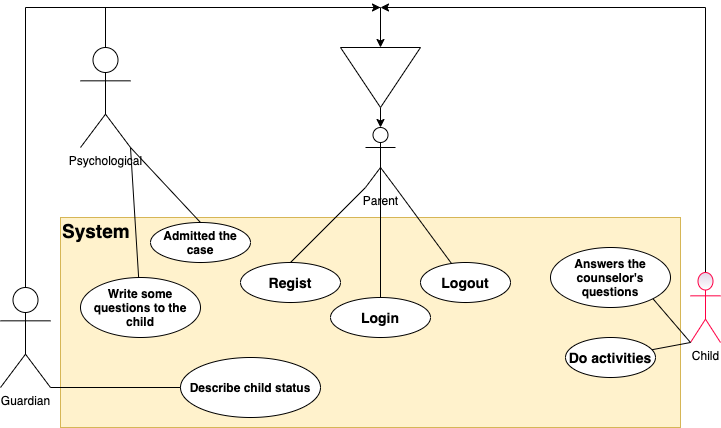 Psychological
Parent
System
Admitted the
case
Answers the
counselor's
questions
Regist
Logout
Write some
questions to the
child
Login
Do activities
Child
Describe child status
Guardian